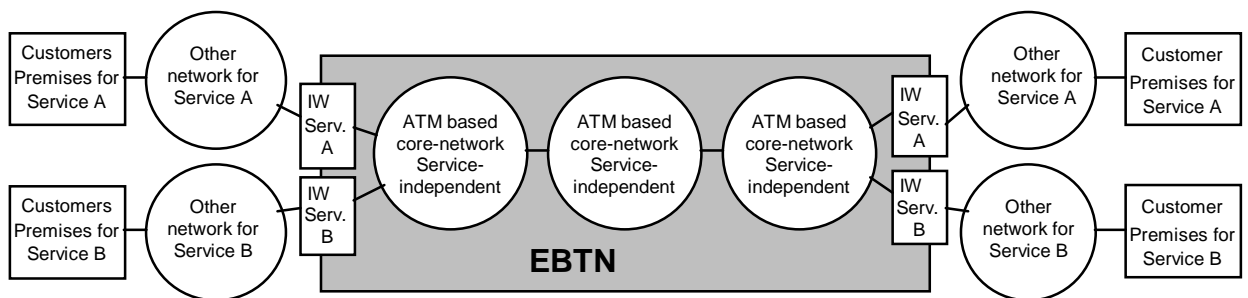 Customers
Premises for
Service A
Other
network for
Service A
IW
Serv.
A
ATM based
core-network
Service-
independent
ATM based
core-network
Service-
independent
ATM based
core-network
Service-
independent
IW
Serv.
A
Other
network for
Service A
Customer
Premises for
Service A
Customers
Premises for
Service B
Other
network for
Service B
IW
Serv.
B
EBTN
IW
Serv.
B
Other
network for
Service B
Customer
Premises for
Service B